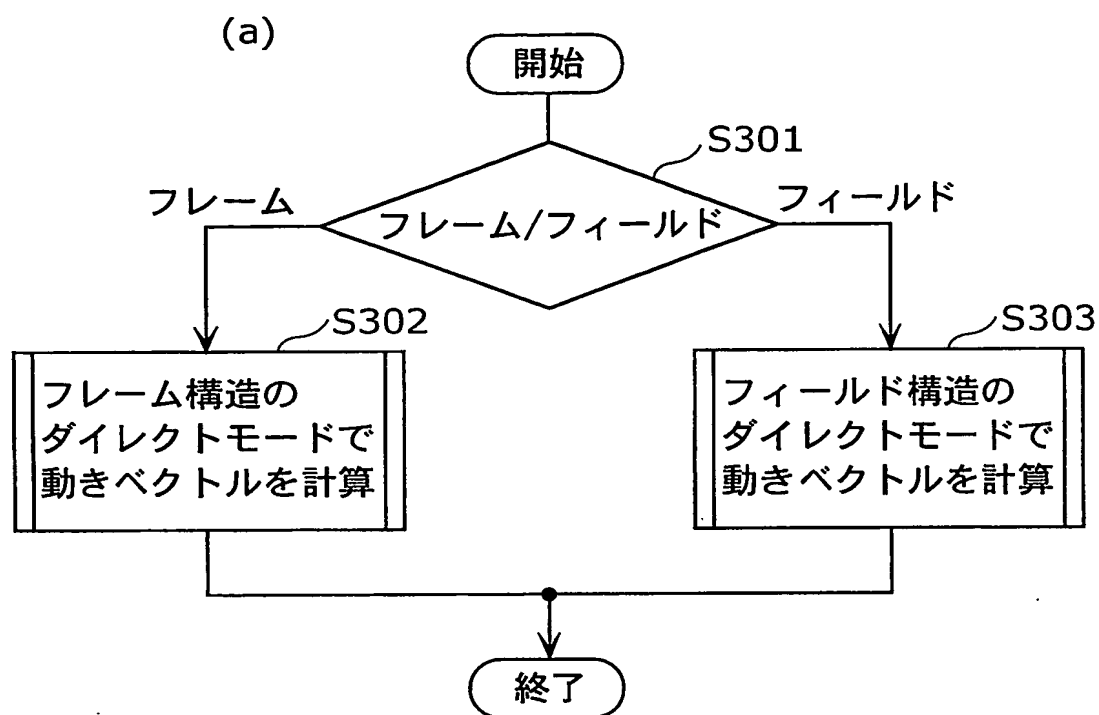 (a)
開始
S301
フレーム
フレーム/フィールド
フィールド
S302
フレーム構造の
ダイレクトモードで
動きベクトルを計算
S303
フィールド構造の
ダイレクトモードで
動きベクトルを計算
終了